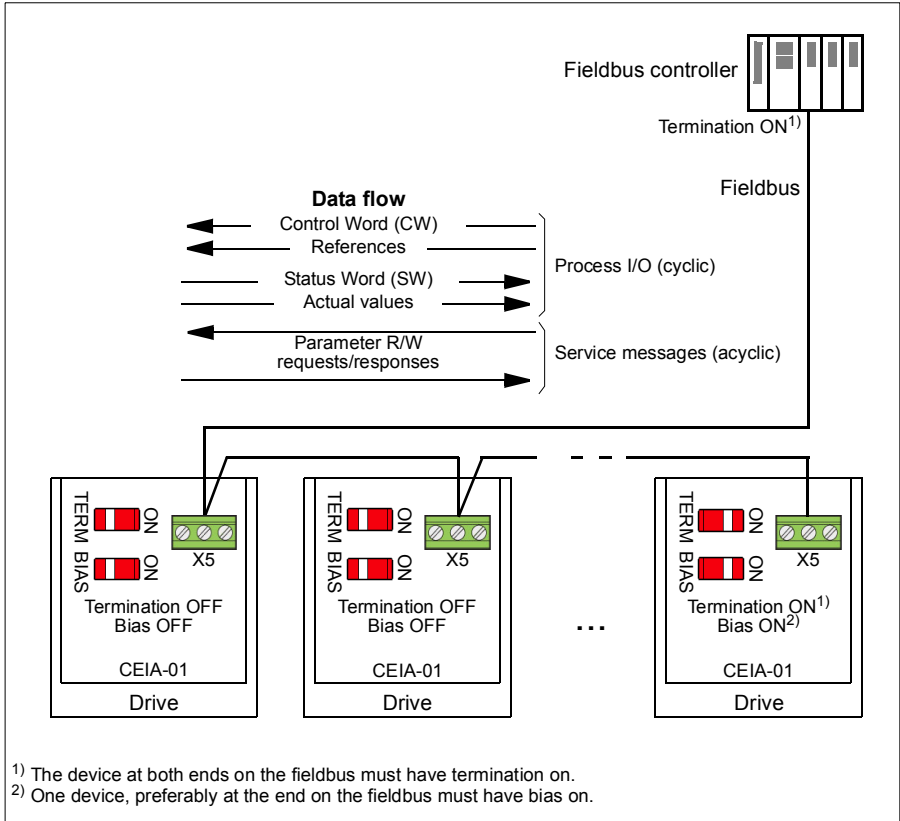 Fieldbus controller
Termination ON1)
Fieldbus
Data flow
Control Word (CW)
References
Status Word (SW)
Actual values
Process I/O (cyclic)
Parameter R/W
requests/responses
Service messages (acyclic)
TERM
ON
BIAS
ON
X5
Termination OFF
Bias OFF
CEIA-01
Drive
TERM
ON
BIAS
ON
X5
Termination OFF
Bias OFF
CEIA-01
Drive
...
TERM
ON
BIAS
ON
X5
Termination ON1)
Bias ON2)
CEIA-01
Drive
1) The device at both ends on the fieldbus must have termination on.
2) One device, preferably at the end on the fieldbus must have bias on.